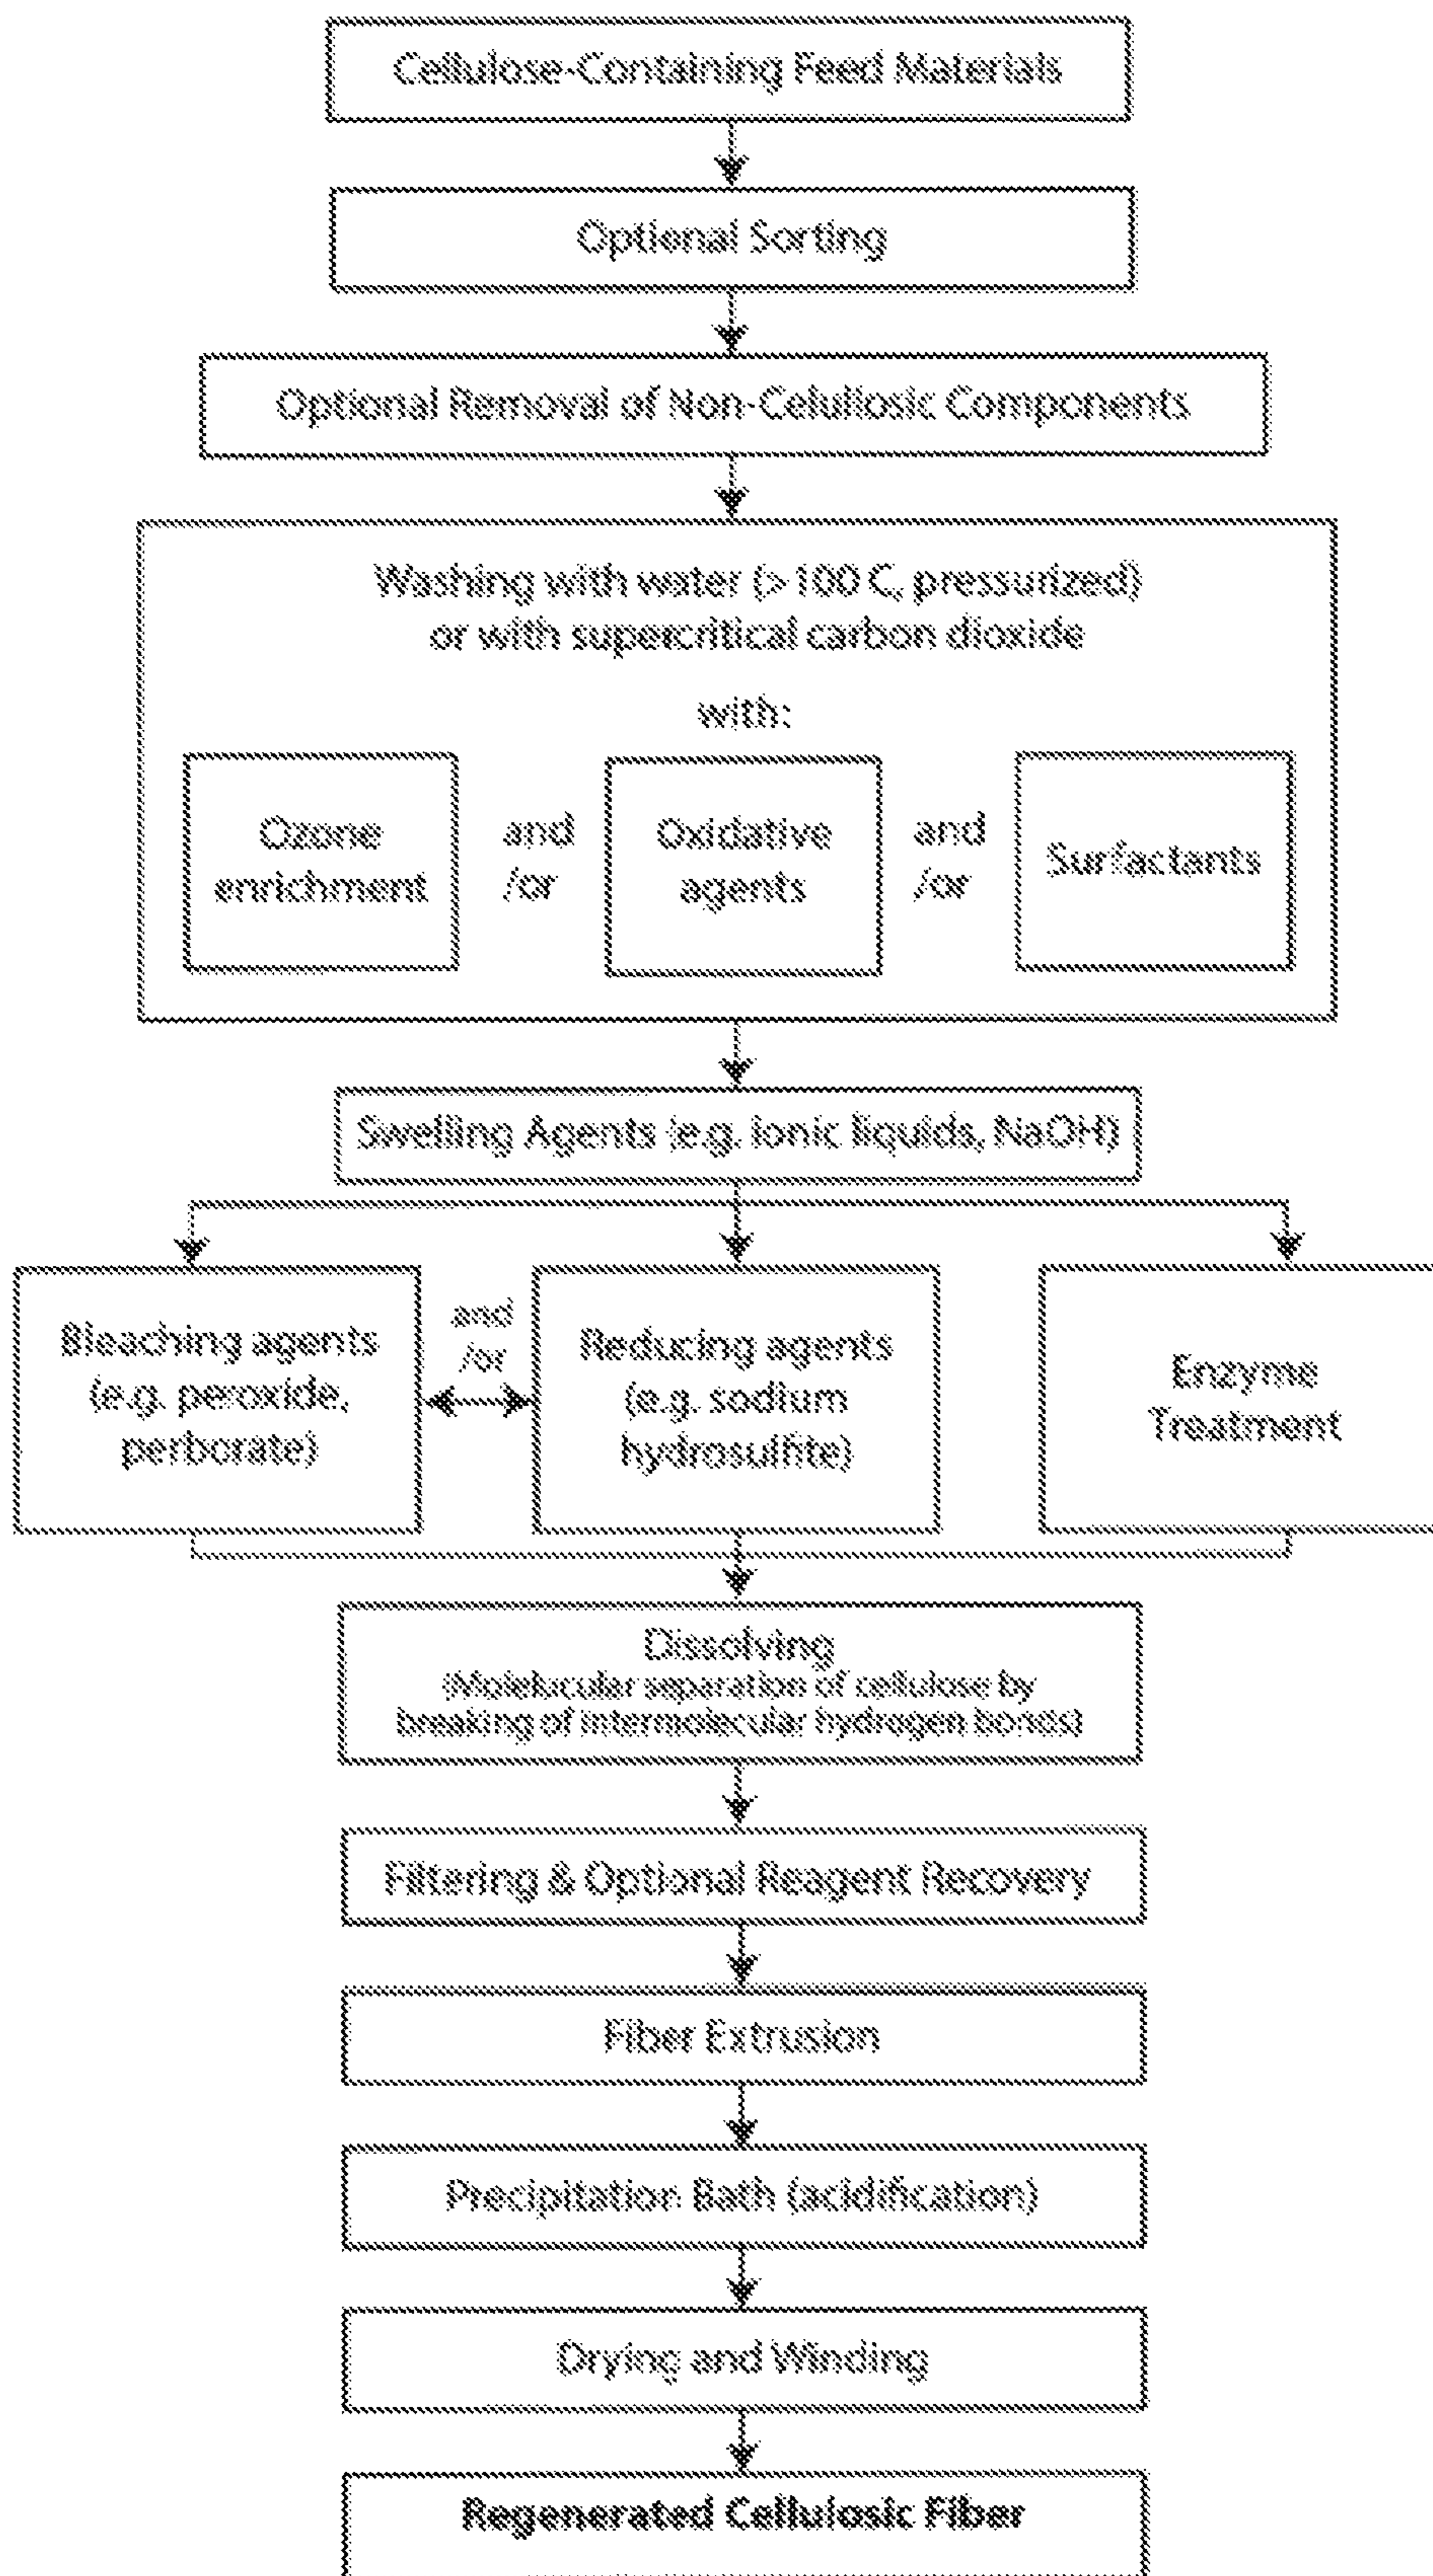 Cellulose-Containing Feed Materials
Optional Sorting
Optional Removal of Non-Celullosic Components
Washing with water (>100 C, pressurized)
or with supercritical carbon dioxide
with:
Ozone
enrichment
and
/or
Oxidative
agents
and
/or
Surfactants
Swelling Agents (e.g. ionic liquids, NaOH)
Bleaching agents
(e.g. peroxide,
perborate)
and
/or
Reducing agents
(e.g. sodium
hydrosulfite)
Enzyme
Treatment
Dissolving
(Molelucular separation of cellulose by
breaking of intermolecular hydrogen bonds)
Filtering & Optional Reagent Recovery
Fiber Extrusion
Precipitation Bath (acidification)
Drying and Winding
Regenerated Cellulosic Fiber